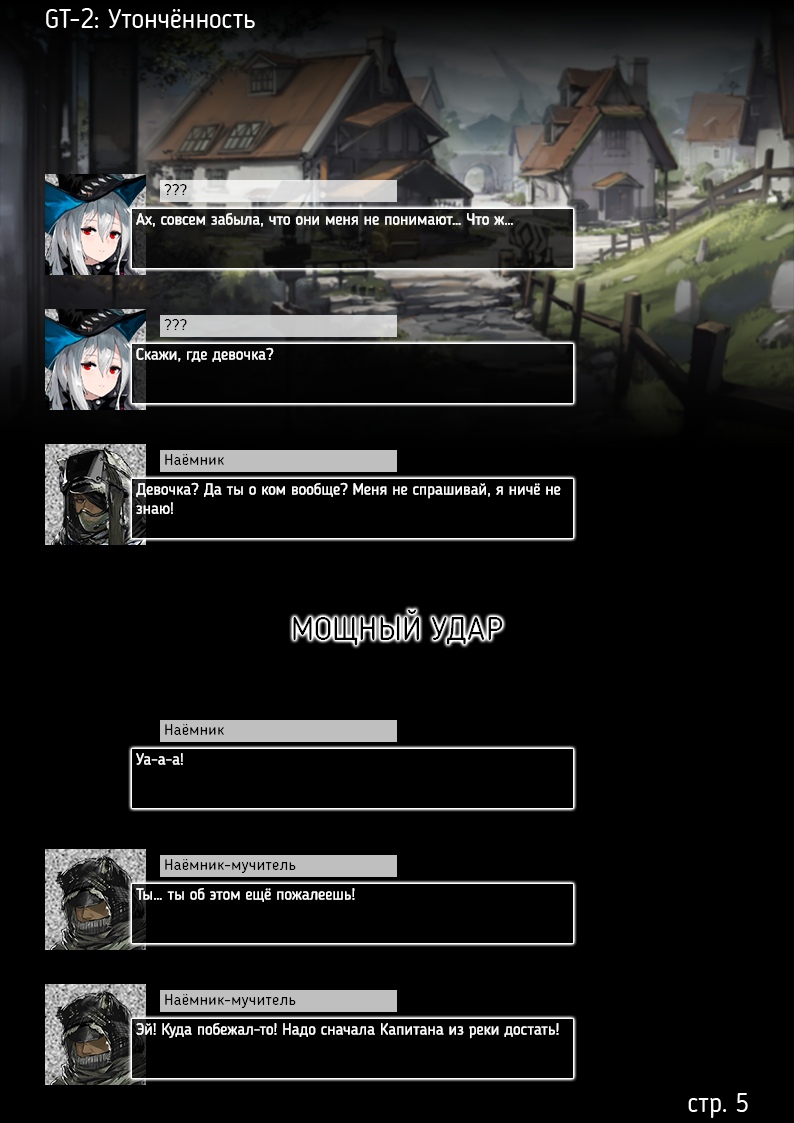 GT-2: Утончённость
???
Ах, совсем забыла, что они меня не понимают... Что ж...
???
Скажи, где девочка?
Наёмник
Девочка? Да ты о ком вообще? Меня не спрашивай, я ничё не
знаю!
МОЩНЫЙ УДАР
Наёмник
Уа-а-а!
Наёмник-мучитель
Ты... ты об этом ещё пожалеешь!
Наёмник-мучитель
Эй! Куда побежал-то! Надо сначала Капитана из реки достать!
стр. 5